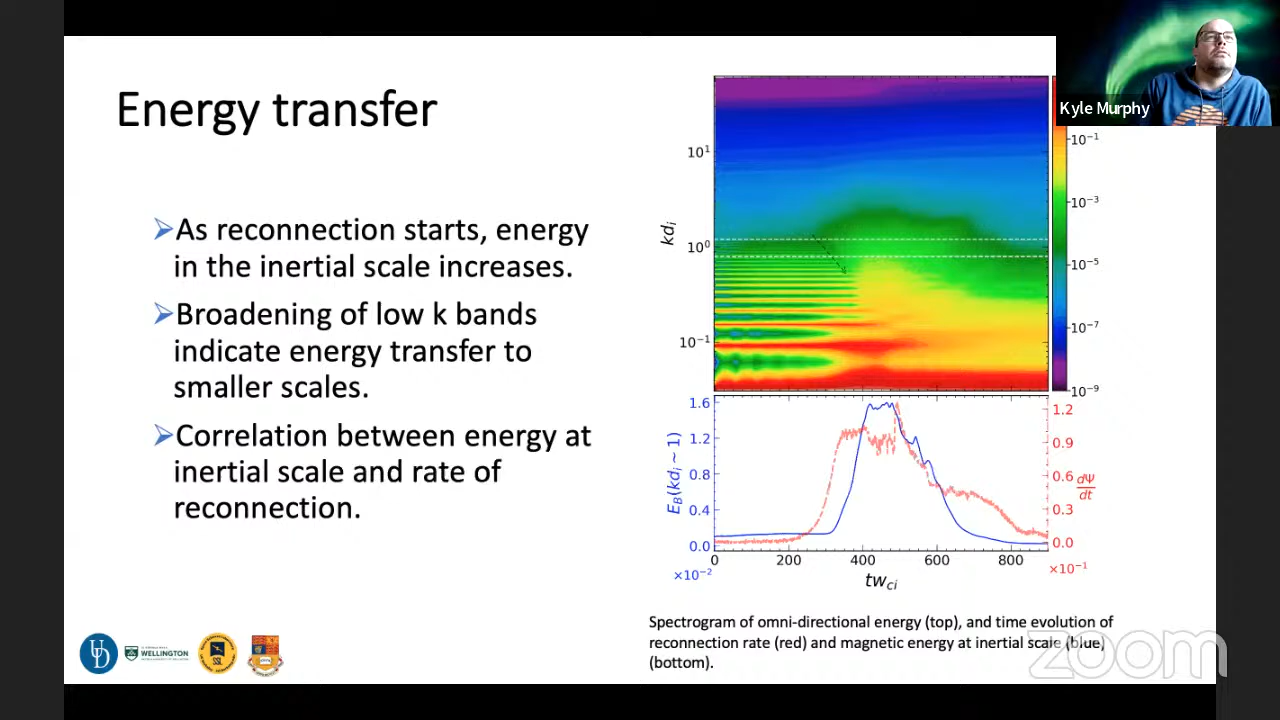 Energy transfer
➢As reconnection starts, energy
in the inertial scale increases.
➢Broadening of low k bands
indicate energy transfer to
smaller scales.
➢Correlation between energy at
inertial scale and rate of
reconnection.
Kyle Murphy
10¹
10⁰
10⁻¹
kdᵢ
10⁻¹
10⁻³
10⁻⁵
10⁻⁷
10⁻⁹
1.6
1.2
0.8
0.4
0.0
E_B(kdᵢ ~ 1)
×10⁻²
1.2
0.9
0.6
0.3
0.0
dΨ
dt
×10⁻¹
0 200 400 600 800
tw_ci
Spectrogram of omni-directional energy (top), and time evolution of
reconnection rate (red) and magnetic energy at inertial scale (blue)
(bottom).
UD
WELLINGTON
SSL
zoom